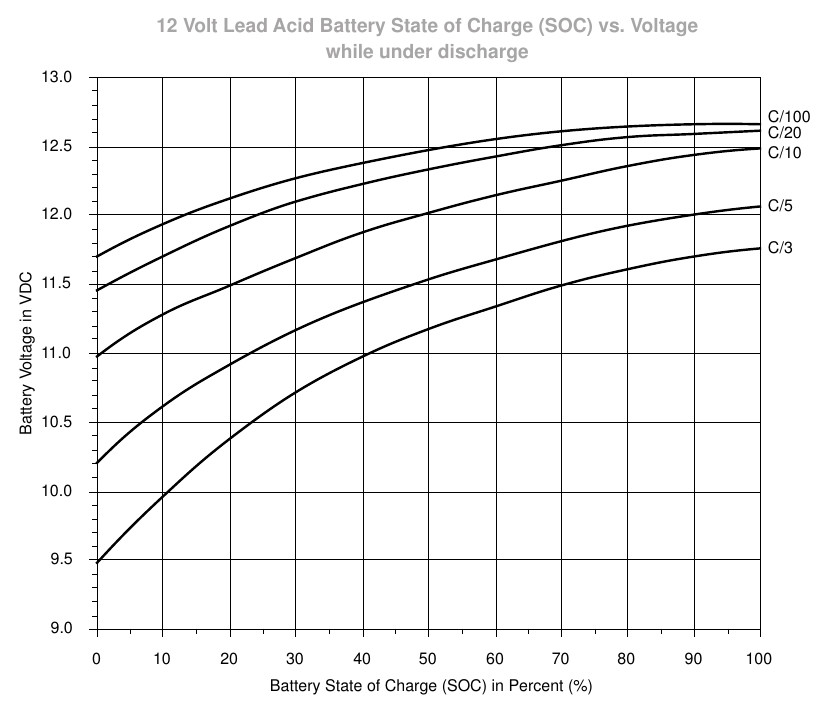 12 Volt Lead Acid Battery State of Charge (SOC) vs. Voltage
while under discharge
13.0
12.5
12.0
11.5
11.0
10.5
10.0
9.5
9.0
Battery Voltage in VDC
C/100
C/20
C/10
C/5
C/3
0 10 20 30 40 50 60 70 80 90 100
Battery State of Charge (SOC) in Percent (%)